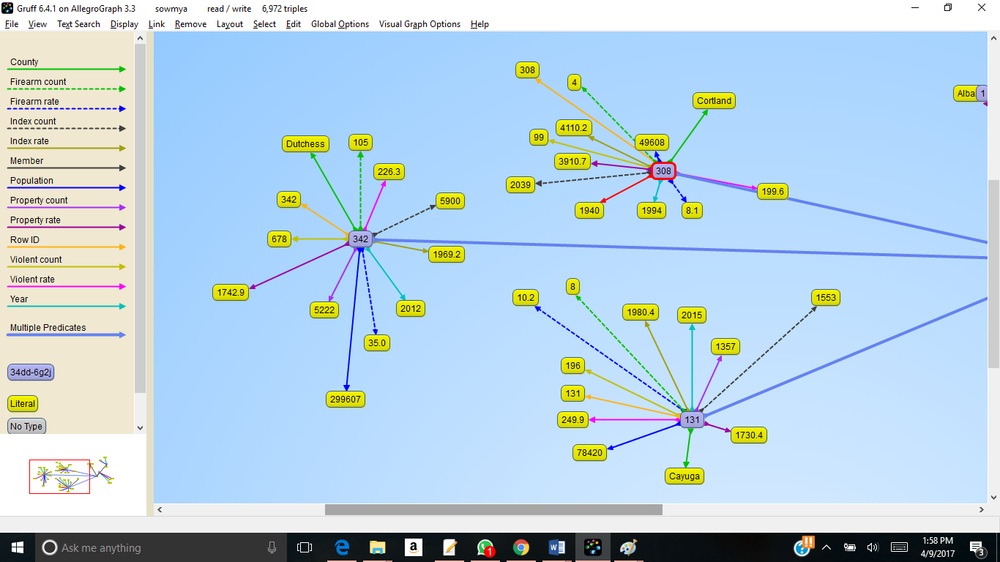 Gruff 6.4.1 on AllegroGraph 3.3 sowmya read / write 6,972 triples
File View Text Search Display Link Remove Layout Select Edit Global Options Visual Graph Options Help
County
Firearm count
Firearm rate
Index count
Index rate
Member
Population
Property count
Property rate
Row ID
Violent count
Violent rate
Year
Multiple Predicates
34dd-6g2j
Literal
No Type
Dutchess
105
226.3
342
5900
678
342
1969.2
1742.9
5222
2012
35.0
299607
308
4
Cortland
4110.2
99
49608
3910.7
308
2039
199.6
1940
1994
8.1
Alba
1
10.2
8
1553
1980.4
2015
1357
196
131
249.9
131
1730.4
78420
Cayuga
Ask me anything
a
W
1
1:58 PM
4/9/2017
3